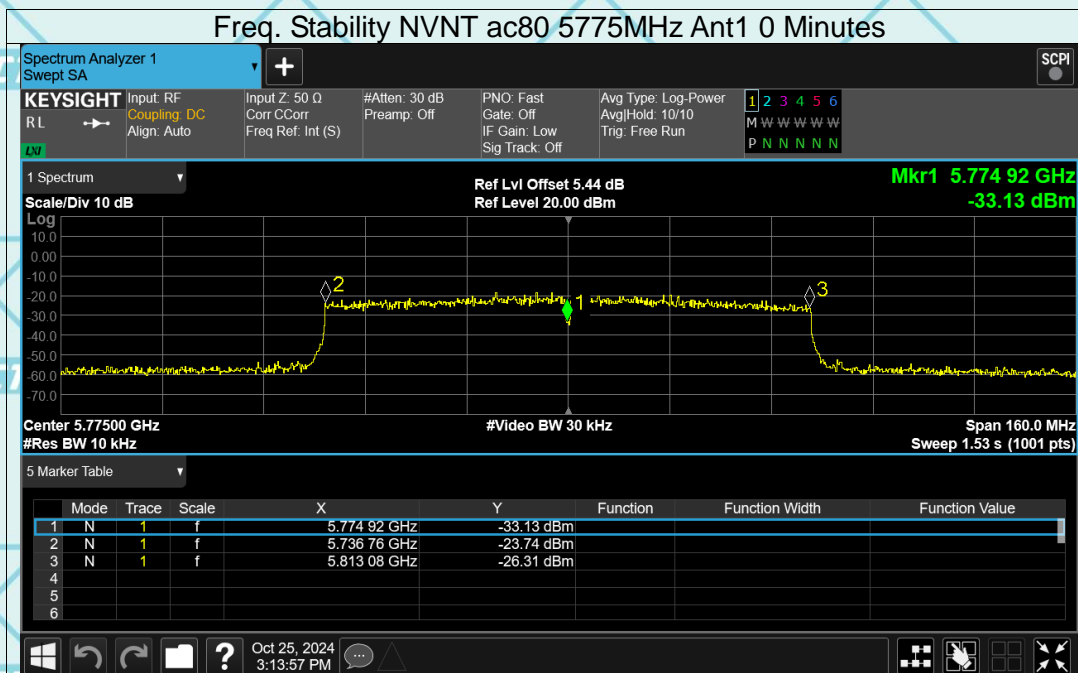 Freq. Stability NVNT ac80 5775MHz Ant1 0 Minutes
Spectrum Analyzer 1
Swept SA
+
SCPI
KEYSIGHT
RL
LXI
Input: RF
Coupling: DC
Align: Auto
Input Z: 50 Ω
Corr CCorr
Freq Ref: Int (S)
#Atten: 30 dB
Preamp: Off
PNO: Fast
Gate: Off
IF Gain: Low
Sig Track: Off
Avg Type: Log-Power
Avg|Hold: 10/10
Trig: Free Run
1 2 3 4 5 6
M W W W W W
P N N N N N
1 Spectrum
Scale/Div 10 dB
Ref Lvl Offset 5.44 dB
Ref Level 20.00 dBm
Mkr1 5.774 92 GHz
-33.13 dBm
Log
10.0
0.00
-10.0
-20.0
-30.0
-40.0
-50.0
-60.0
-70.0
2
1
3
Center 5.77500 GHz
#Res BW 10 kHz
#Video BW 30 kHz
Span 160.0 MHz
Sweep 1.53 s (1001 pts)
5 Marker Table
Mode Trace Scale X Y Function Function Width Function Value
1 N 1 f 5.774 92 GHz -33.13 dBm
2 N 1 f 5.736 76 GHz -23.74 dBm
3 N 1 f 5.813 08 GHz -26.31 dBm
4
5
6
?
Oct 25, 2024
3:13:57 PM